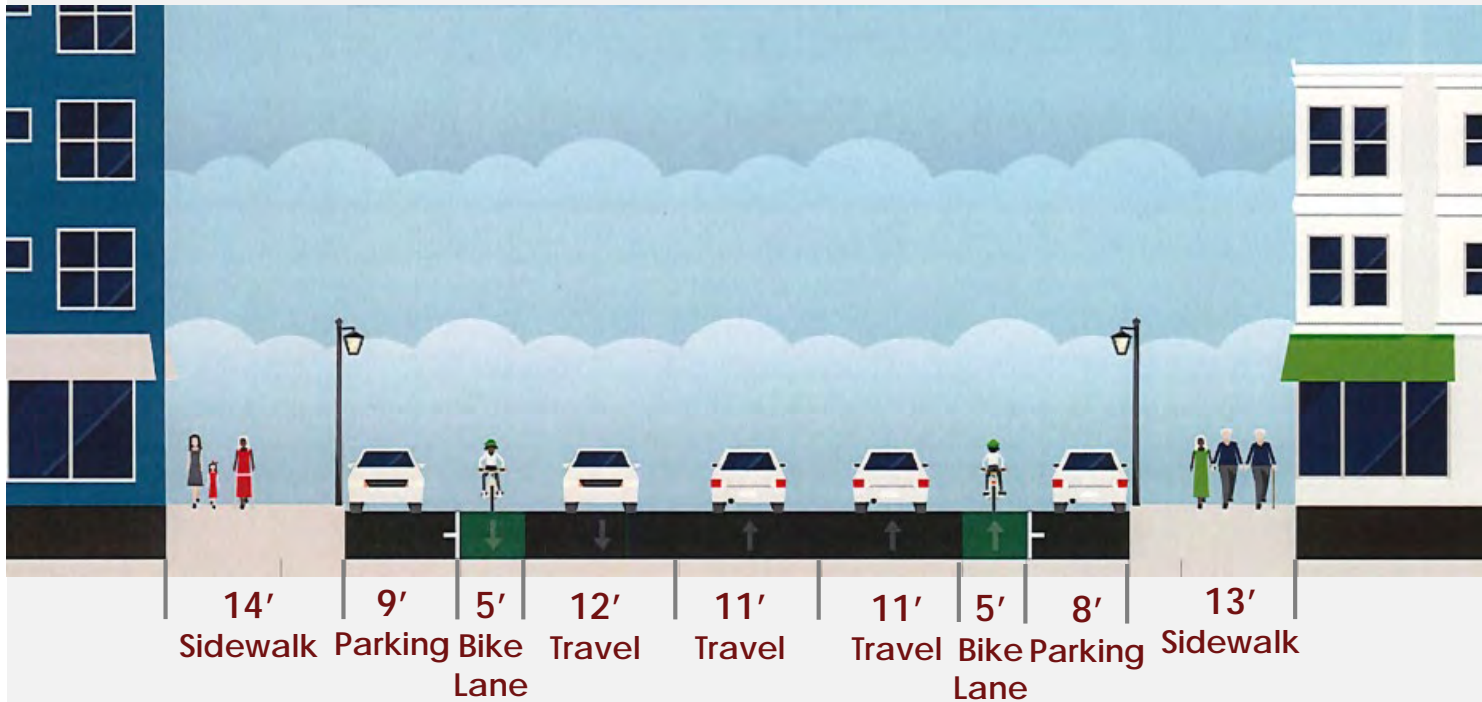 14′ 9′ 5′ 12′ 11′ 11′ 5′ 8′ 13′
Sidewalk Parking Bike Travel Travel Travel Bike Parking Sidewalk
Lane Lane